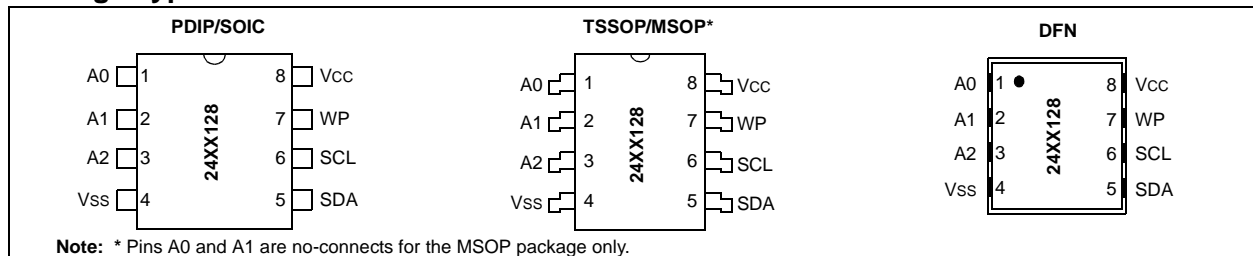 PDIP/SOIC
A0 1 8 VCC
A1 2 7 WP
A2 3 6 SCL
VSS 4 5 SDA
24XX128
TSSOP/MSOP*
A0 1 8 VCC
A1 2 7 WP
A2 3 6 SCL
VSS 4 5 SDA
24XX128
DFN
A0 1 8 VCC
A1 2 7 WP
A2 3 6 SCL
VSS 4 5 SDA
24XX128
Note: * Pins A0 and A1 are no-connects for the MSOP package only.